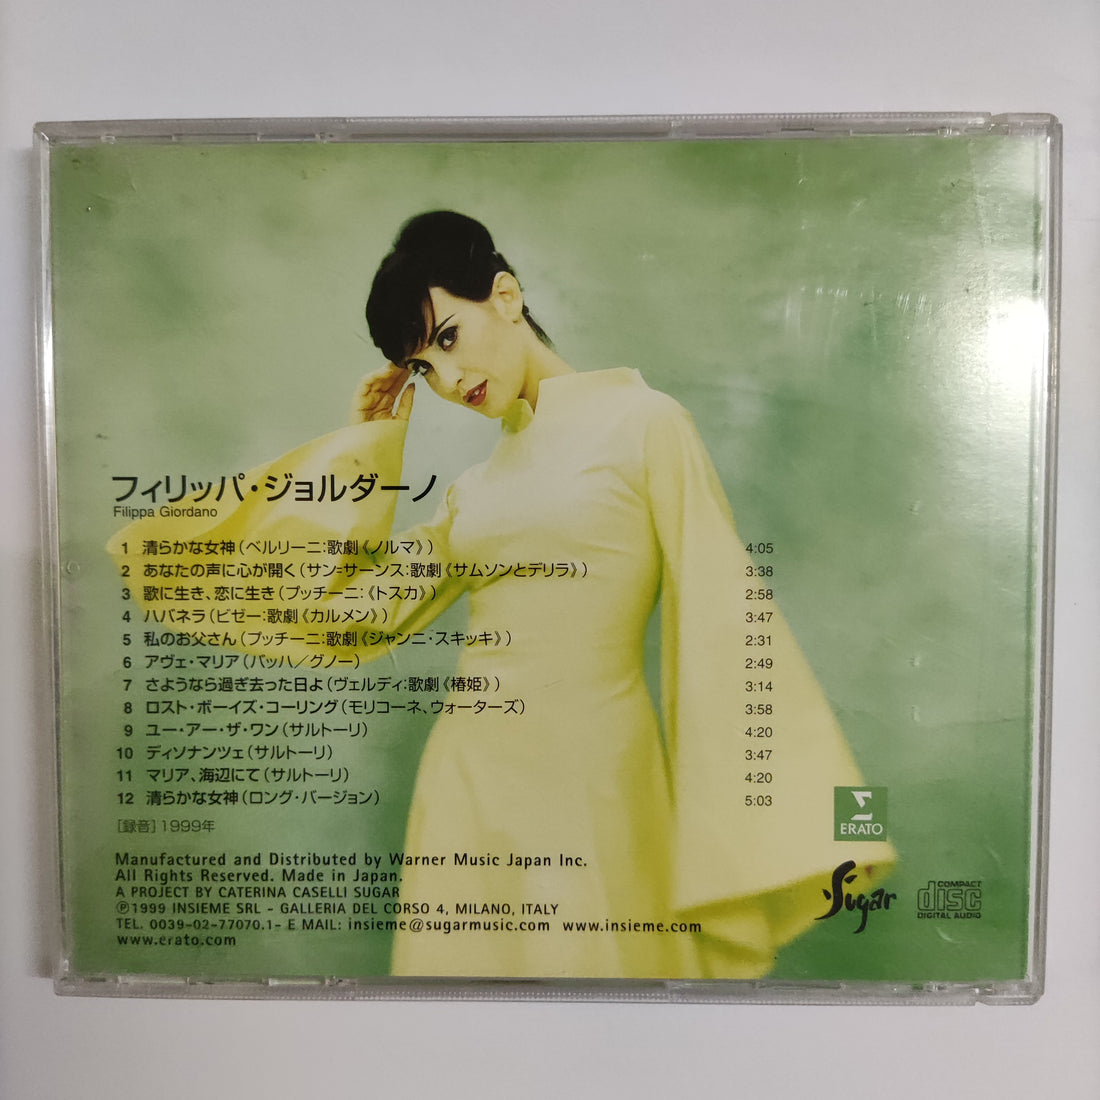 フィリッパ・ジョルダーノ
Filippa Giordano
1 清らかな女神（ベルリーニ：歌劇《ノルマ》） 4:05
2 あなたの声に心が開く（サン=サーンス：歌劇《サムソンとデリラ》） 3:38
3 歌に生き、恋に生き（プッチーニ：《トスカ》） 2:58
4 ハバネラ（ビゼー：歌劇《カルメン》） 3:47
5 私のお父さん（プッチーニ：歌劇《ジャンニ・スキッキ》） 2:31
6 アヴェ・マリア（バッハ／グノー） 2:49
7 さようなら過ぎ去った日よ（ヴェルディ：歌劇《椿姫》） 3:14
8 ロスト・ボーイズ・コーリング（モリコーネ、ウォーターズ） 3:58
9 ユー・アー・ザ・ワン（サルトーリ） 4:20
10 ディソナンツェ（サルトーリ） 3:47
11 マリア、海辺にて（サルトーリ） 4:20
12 清らかな女神（ロング・バージョン） 5:03
［録音］1999年
Manufactured and Distributed by Warner Music Japan Inc.
All Rights Reserved. Made in Japan.
A PROJECT BY CATERINA CASELLI SUGAR
℗1999 INSIEME SRL - GALLERIA DEL CORSO 4, MILANO, ITALY
TEL. 0039-02-77070.1- E MAIL: insieme@sugarmusic.com www.insieme.com
www.erato.com
ERATO
Sugar
COMPACT
disc
DIGITAL AUDIO